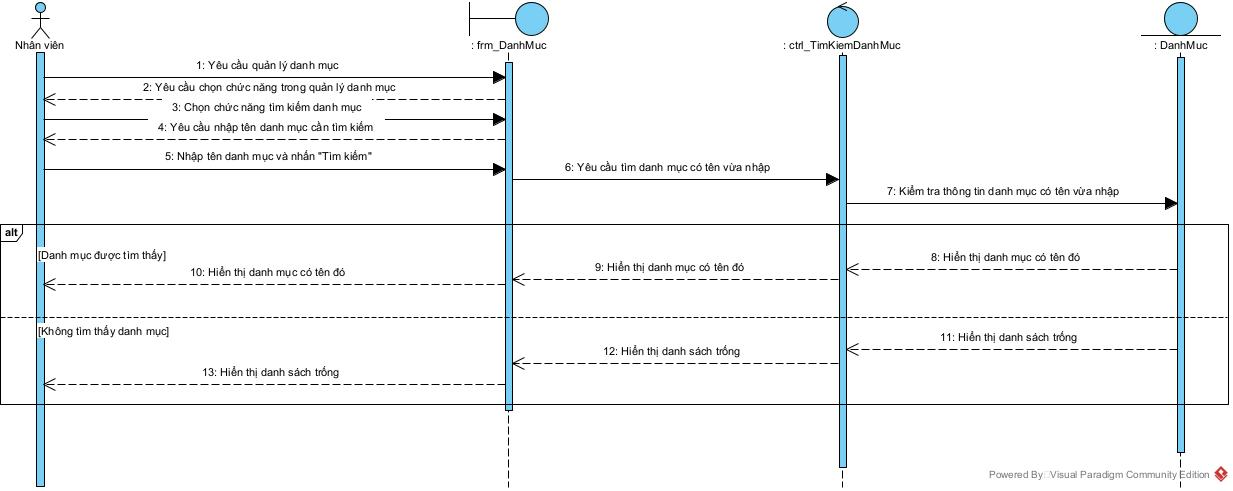 Nhân viên
: frm_DanhMuc
: ctrl_TimKiemDanhMuc
: DanhMuc
1: Yêu cầu quản lý danh mục
2: Yêu cầu chọn chức năng trong quản lý danh mục
3: Chọn chức năng tìm kiếm danh mục
4: Yêu cầu nhập tên danh mục cần tìm kiếm
5: Nhập tên danh mục và nhấn "Tìm kiếm"
6: Yêu cầu tìm danh mục có tên vừa nhập
7: Kiểm tra thông tin danh mục có tên vừa nhập
alt
[Danh mục được tìm thấy]
8: Hiển thị danh mục có tên đó
9: Hiển thị danh mục có tên đó
10: Hiển thị danh mục có tên đó
[Không tìm thấy danh mục]
11: Hiển thị danh sách trống
12: Hiển thị danh sách trống
13: Hiển thị danh sách trống
Powered By Visual Paradigm Community Edition